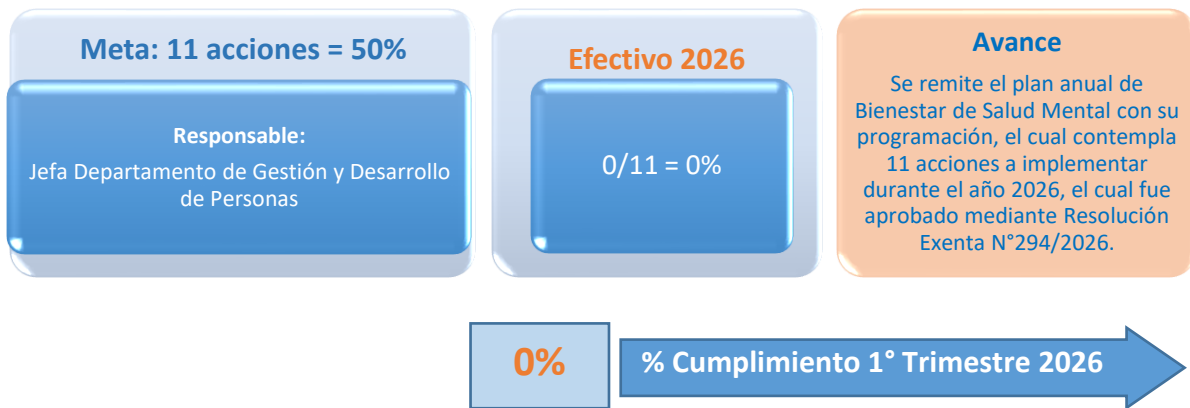 Meta: 11 acciones = 50%
Responsable:
Jefa Departamento de Gestión y Desarrollo
de Personas
Efectivo 2026
0/11 = 0%
Avance
Se remite el plan anual de
Bienestar de Salud Mental con su
programación, el cual contempla
11 acciones a implementar
durante el año 2026, el cual fue
aprobado mediante Resolución
Exenta N°294/2026.
0%
% Cumplimiento 1° Trimestre 2026